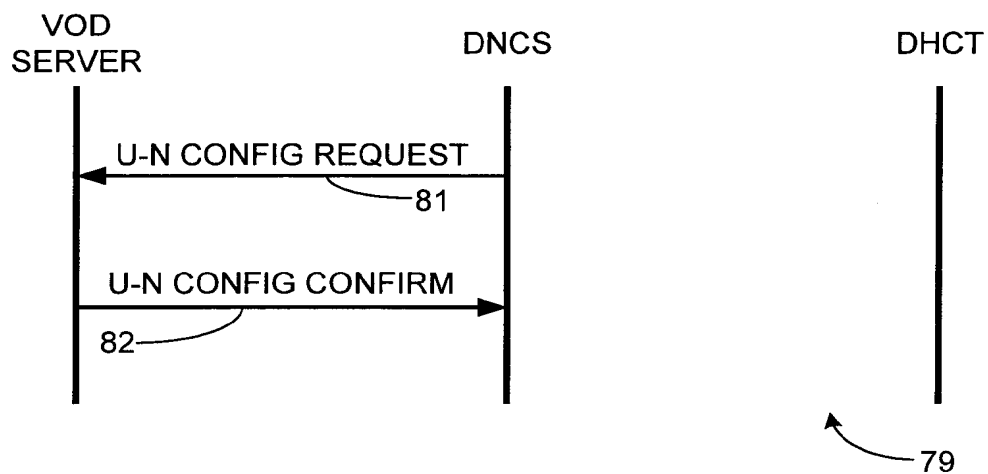 VOD
SERVER
DNCS
DHCT
U-N CONFIG REQUEST
81
U-N CONFIG CONFIRM
82
79